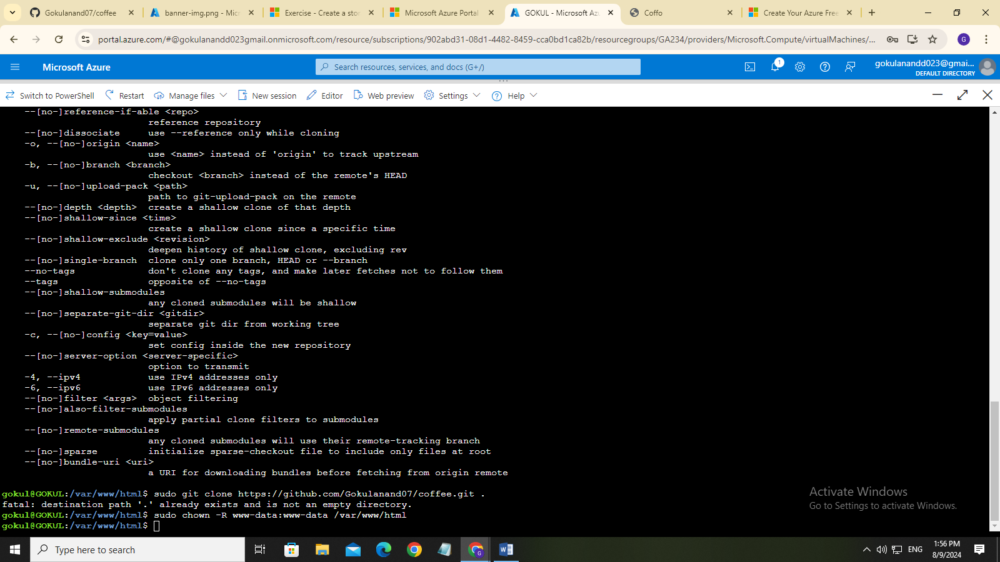 Gokulanand07/coffee
banner-img.png - Micr
Exercise - Create a stor
Microsoft Azure Portal
GOKUL - Microsoft Azu
Coffo
Create Your Azure Free
portal.azure.com/#@gokulanandd023gmail.onmicrosoft.com/resource/subscriptions/902abd31-08d1-4482-8459-cca0bd1ca82b/resourcegroups/GA234/providers/Microsoft.Compute/virtualMachines/...
G
Microsoft Azure
Search resources, services, and docs (G+/)
1
gokulanandd023@gmai...
DEFAULT DIRECTORY
Switch to PowerShell Restart Manage files New session Editor Web preview Settings Help
--[no-]reference-if-able <repo>
reference repository
--[no-]dissociate use --reference only while cloning
-o, --[no-]origin <name>
use <name> instead of 'origin' to track upstream
-b, --[no-]branch <branch>
checkout <branch> instead of the remote's HEAD
-u, --[no-]upload-pack <path>
path to git-upload-pack on the remote
--[no-]depth <depth> create a shallow clone of that depth
--[no-]shallow-since <time>
create a shallow clone since a specific time
--[no-]shallow-exclude <revision>
deepen history of shallow clone, excluding rev
--[no-]single-branch clone only one branch, HEAD or --branch
--no-tags don't clone any tags, and make later fetches not to follow them
--tags opposite of --no-tags
--[no-]shallow-submodules
any cloned submodules will be shallow
--[no-]separate-git-dir <gitdir>
separate git dir from working tree
-c, --[no-]config <key=value>
set config inside the new repository
--[no-]server-option <server-specific>
option to transmit
-4, --ipv4 use IPv4 addresses only
-6, --ipv6 use IPv6 addresses only
--[no-]filter <args> object filtering
--[no-]also-filter-submodules
apply partial clone filters to submodules
--[no-]remote-submodules
any cloned submodules will use their remote-tracking branch
--[no-]sparse initialize sparse-checkout file to include only files at root
--[no-]bundle-uri <uri>
a URI for downloading bundles before fetching from origin remote
gokul@GOKUL:/var/www/html$ sudo git clone https://github.com/Gokulanand07/coffee.git .
fatal: destination path '.' already exists and is not an empty directory.
gokul@GOKUL:/var/www/html$ sudo chown -R www-data:www-data /var/www/html
gokul@GOKUL:/var/www/html$
Activate Windows
Go to Settings to activate Windows.
Type here to search
G
W
ENG
1:56 PM
8/9/2024